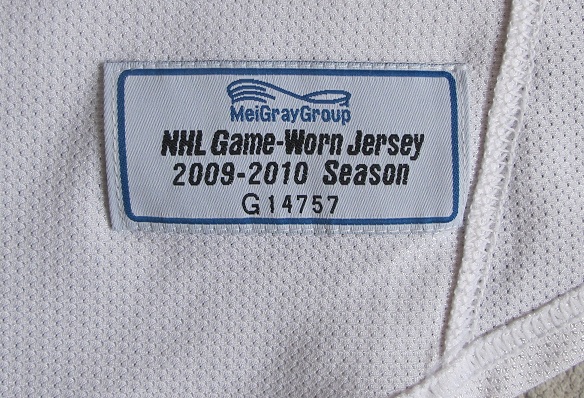 MeiGrayGroup
NHL Game-Worn Jersey
2009-2010 Season
G14757